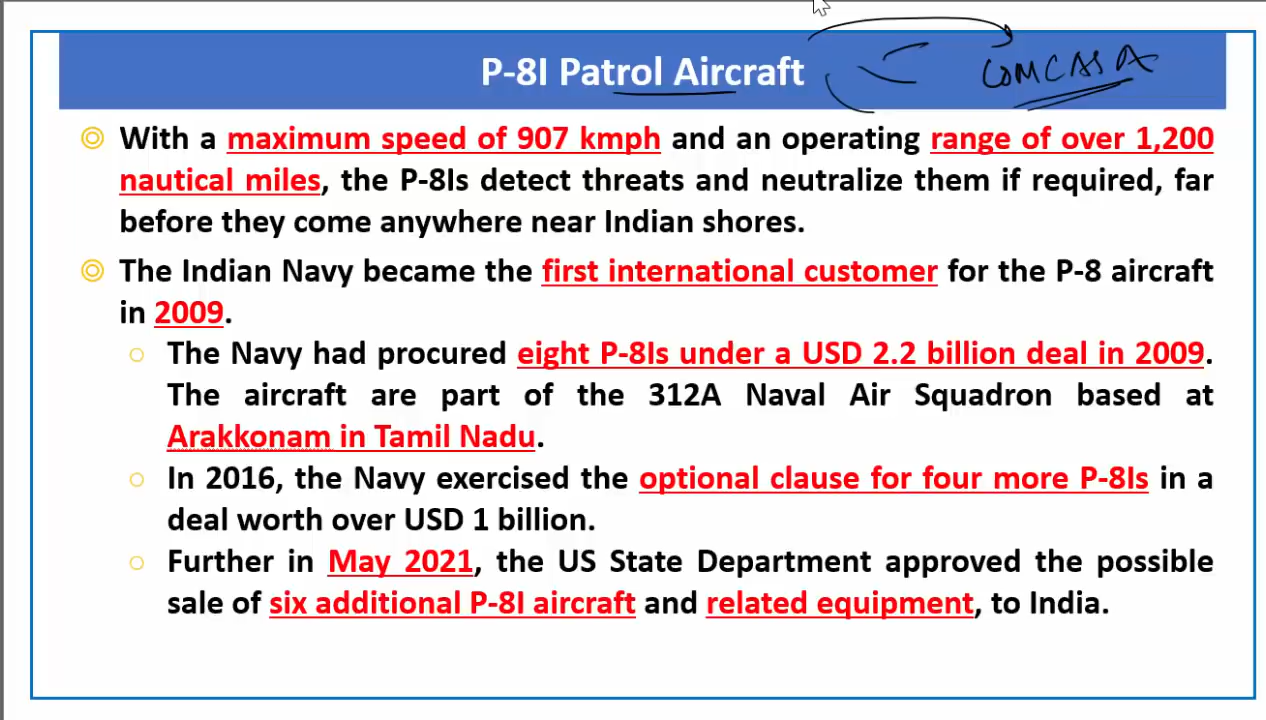 P-8I Patrol Aircraft
COMCASA
With a maximum speed of 907 kmph and an operating range of over 1,200
nautical miles, the P-8Is detect threats and neutralize them if required, far
before they come anywhere near Indian shores.
The Indian Navy became the first international customer for the P-8 aircraft
in 2009.
The Navy had procured eight P-8Is under a USD 2.2 billion deal in 2009.
The aircraft are part of the 312A Naval Air Squadron based at
Arakkonam in Tamil Nadu.
In 2016, the Navy exercised the optional clause for four more P-8Is in a
deal worth over USD 1 billion.
Further in May 2021, the US State Department approved the possible
sale of six additional P-8I aircraft and related equipment, to India.